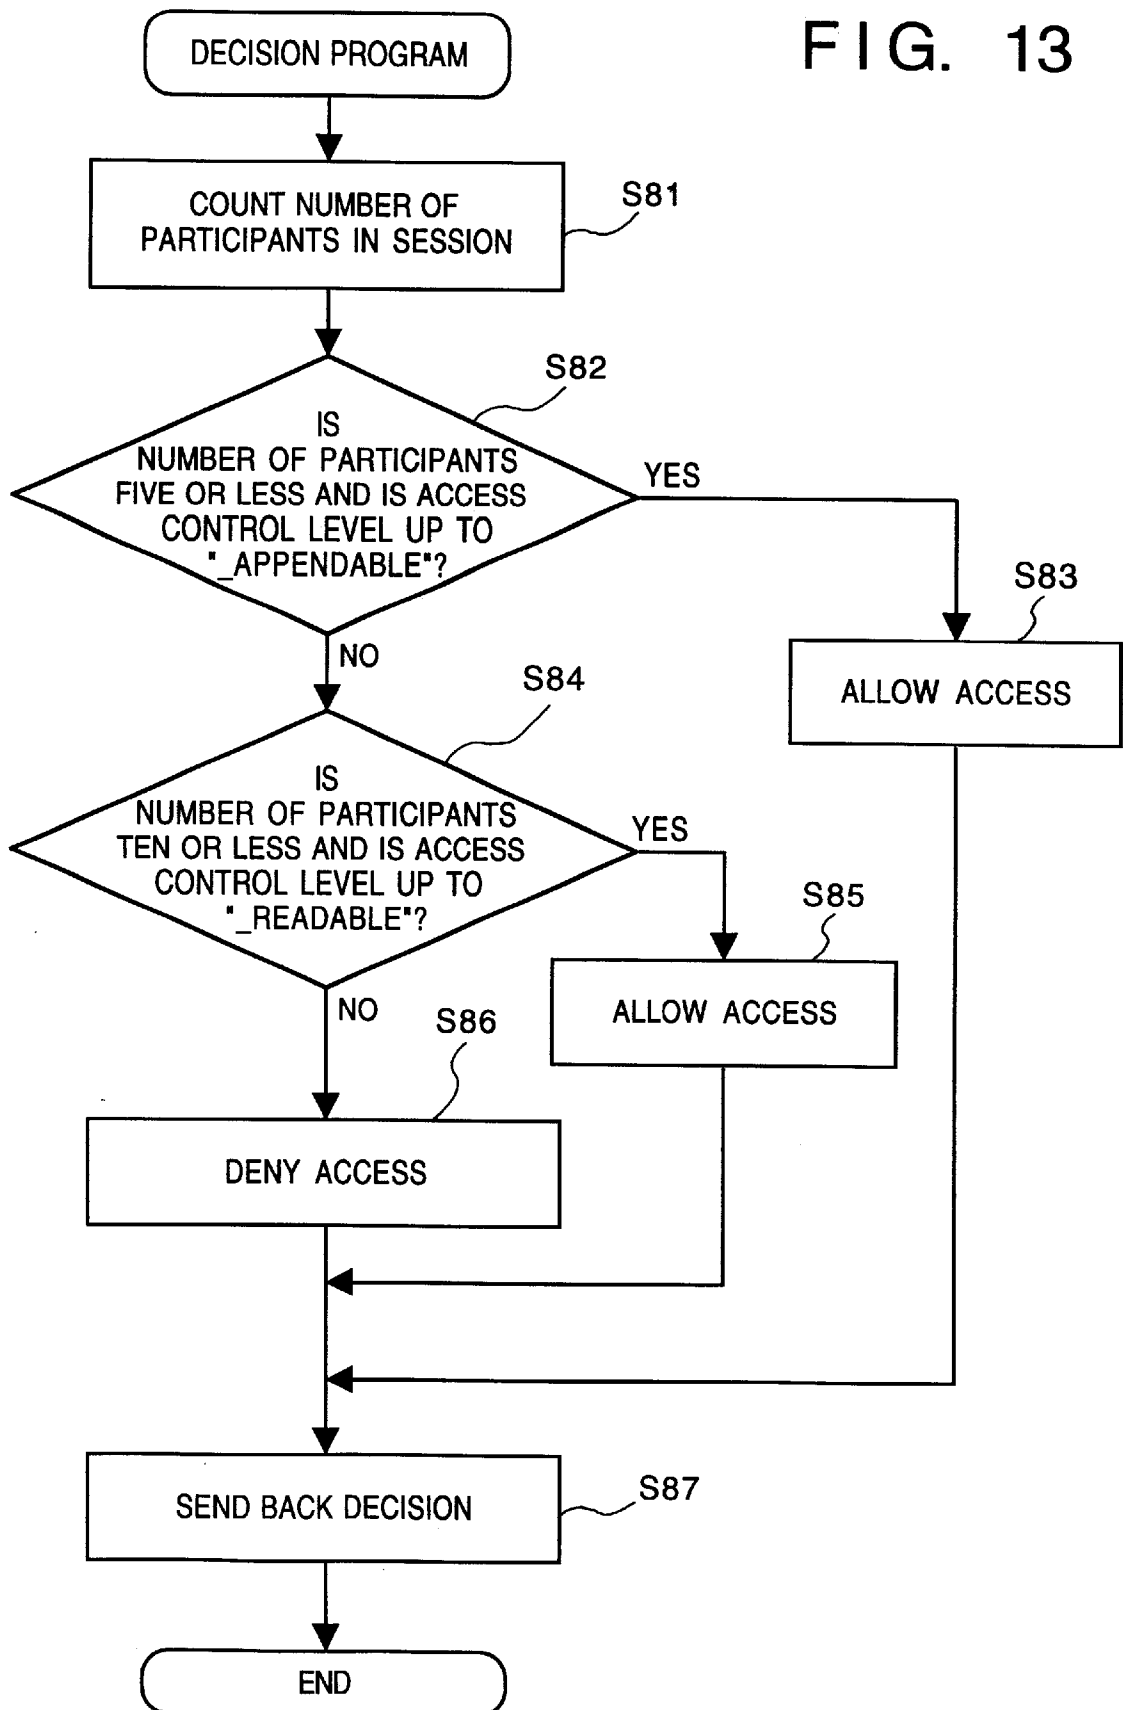 FIG. 13
DECISION PROGRAM
COUNT NUMBER OF
PARTICIPANTS IN SESSION
S81
S82
IS
NUMBER OF PARTICIPANTS
FIVE OR LESS AND IS ACCESS
CONTROL LEVEL UP TO
"_APPENDABLE"?
YES
NO
S83
ALLOW ACCESS
S84
IS
NUMBER OF PARTICIPANTS
TEN OR LESS AND IS ACCESS
CONTROL LEVEL UP TO
"_READABLE"?
YES
NO
S85
ALLOW ACCESS
S86
DENY ACCESS
SEND BACK DECISION
S87
END